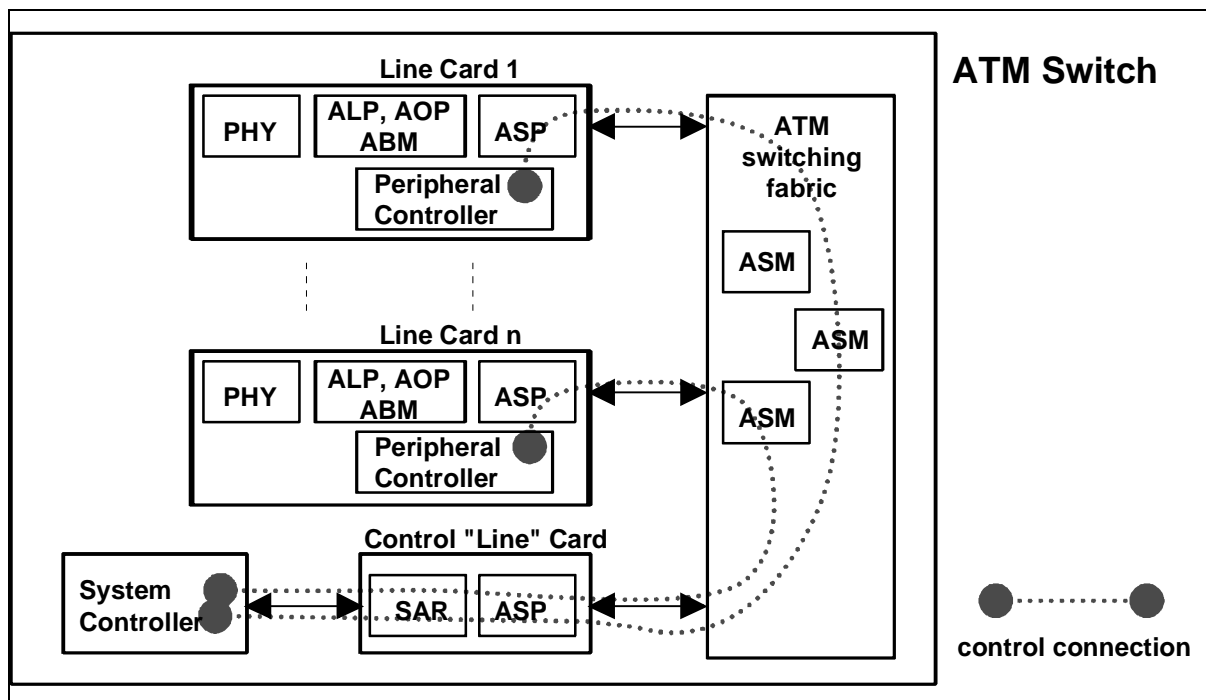 ATM Switch
Line Card 1
PHY
ALP, AOP
ABM
ASP
Peripheral
Controller
ATM
switching
fabric
ASM
ASM
ASM
Line Card n
PHY
ALP, AOP
ABM
ASP
Peripheral
Controller
Control "Line" Card
System
Controller
SAR
ASP
control connection